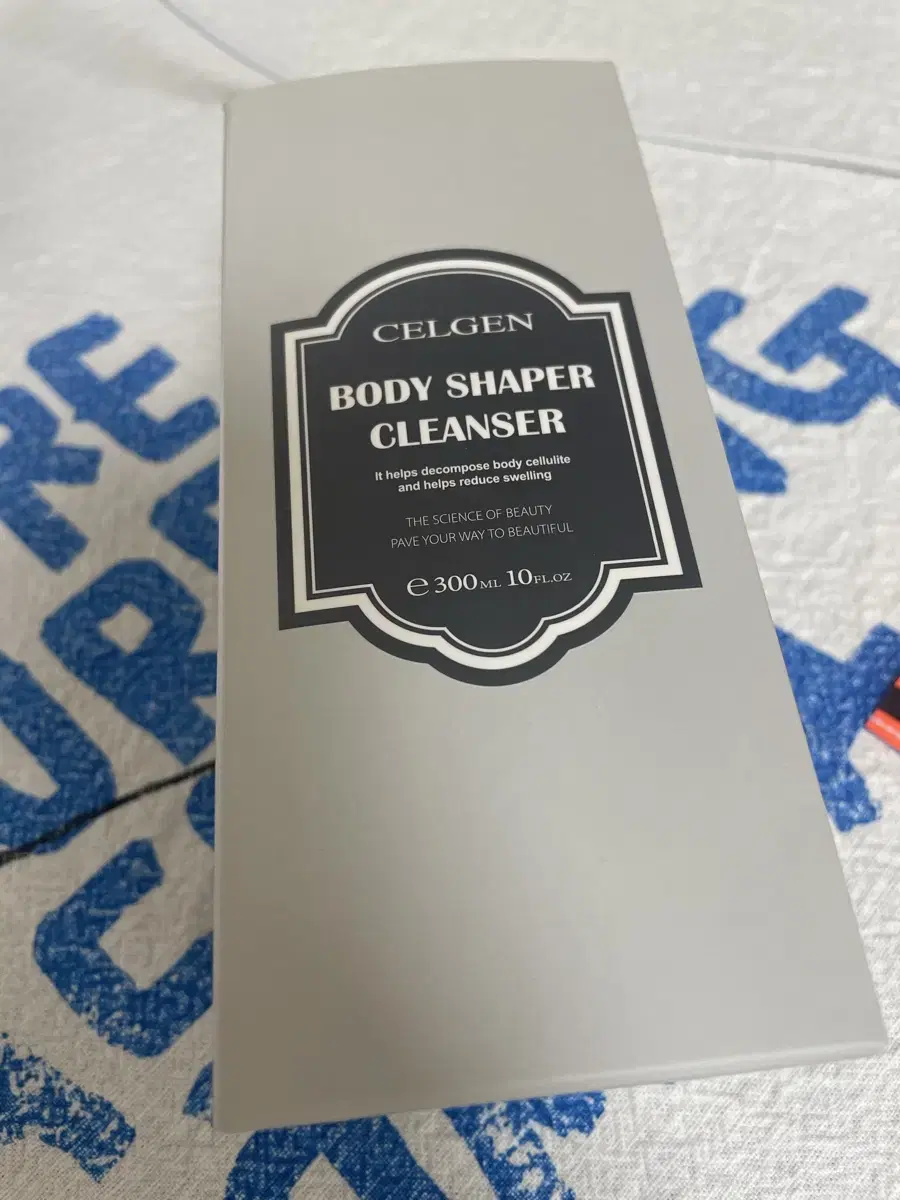 CELGEN
BODY SHAPER
CLEANSER
It helps decompose body cellulite
and helps reduce swelling
THE SCIENCE OF BEAUTY
PAVE YOUR WAY TO BEAUTIFUL
℮ 300ML 10FL.OZ